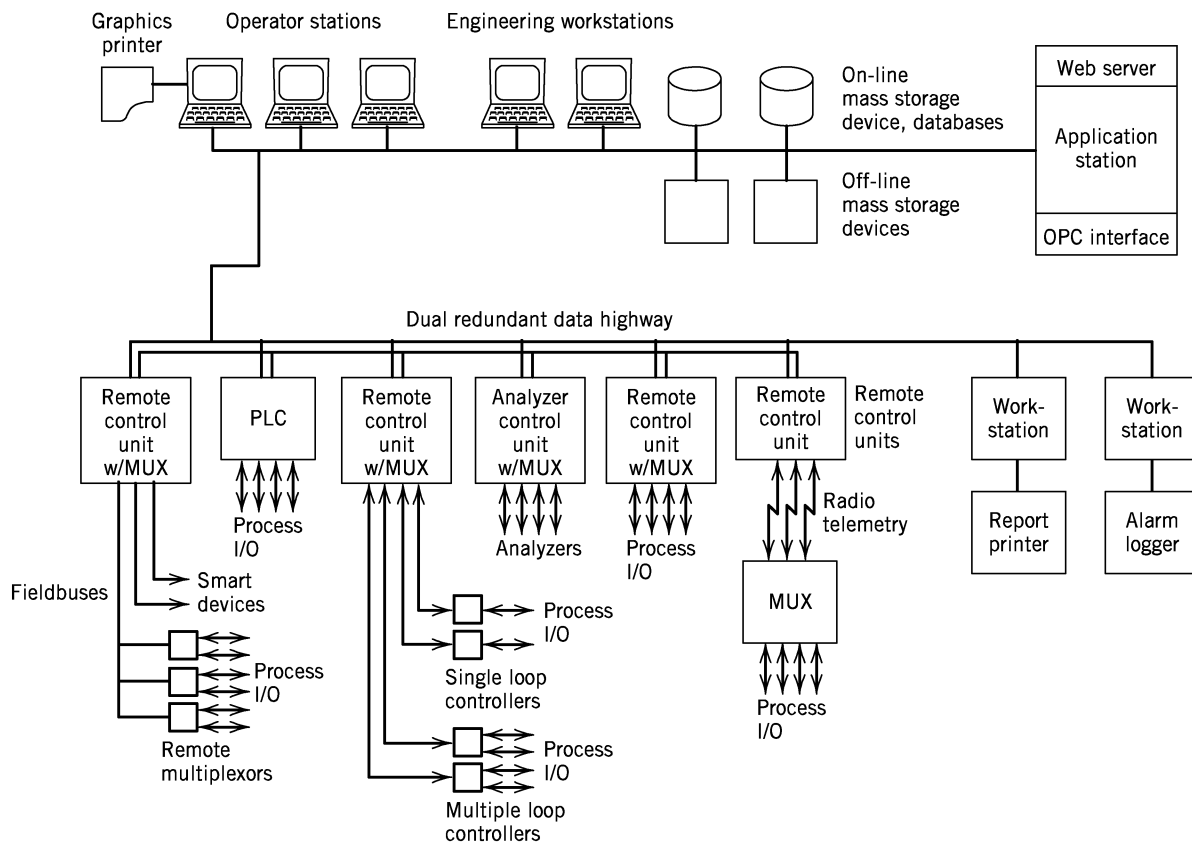 Graphics
printer
Operator stations
Engineering workstations
On-line
mass storage
device, databases
Off-line
mass storage
devices
Web server
Application
station
OPC interface
Dual redundant data highway
Remote
control
unit
w/MUX
PLC
Remote
control
unit
w/MUX
Analyzer
control
unit
w/MUX
Remote
control
unit
w/MUX
Remote
control
unit
Remote
control
units
Work-
station
Work-
station
Process
I/O
Analyzers
Process
I/O
Radio
telemetry
Report
printer
Alarm
logger
Fieldbuses
Smart
devices
Process
I/O
Remote
multiplexors
Process
I/O
Single loop
controllers
Process
I/O
Multiple loop
controllers
MUX
Process
I/O